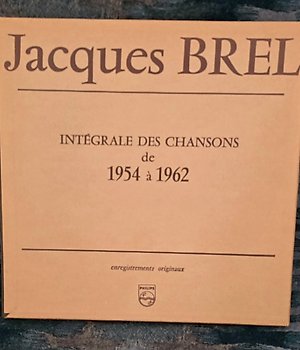 Jacques BREL
INTÉGRALE DES CHANSONS
de
1954 à 1962
enregistrements originaux
PHILIPS